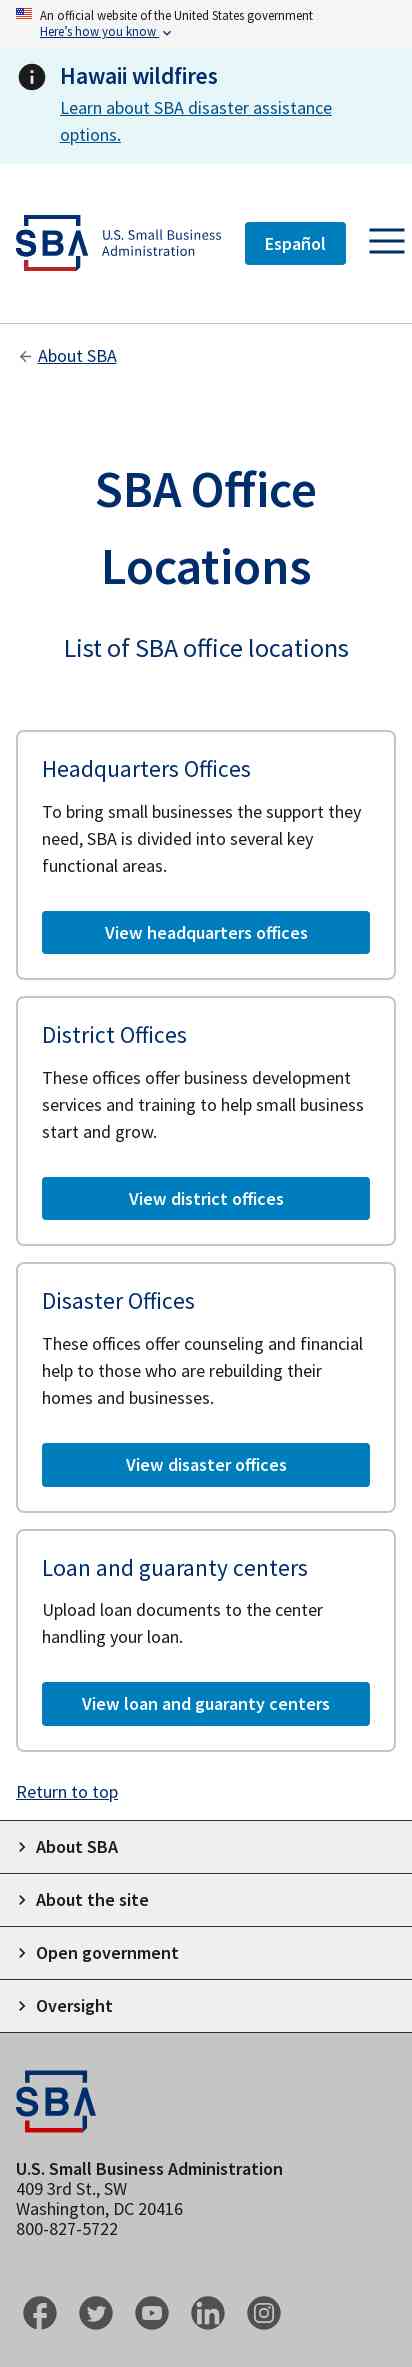 An official website of the United States government
Here's how you know
Hawaii wildfires
Learn about SBA disaster assistance
options.
SBA
U.S. Small Business
Administration
Español
About SBA
SBA Office
Locations
List of SBA office locations
Headquarters Offices
To bring small businesses the support they
need, SBA is divided into several key
functional areas.
View headquarters offices
District Offices
These offices offer business development
services and training to help small business
start and grow.
View district offices
Disaster Offices
These offices offer counseling and financial
help to those who are rebuilding their
homes and businesses.
View disaster offices
Loan and guaranty centers
Upload loan documents to the center
handling your loan.
View loan and guaranty centers
Return to top
About SBA
About the site
Open government
Oversight
SBA
U.S. Small Business Administration
409 3rd St., SW
Washington, DC 20416
800-827-5722